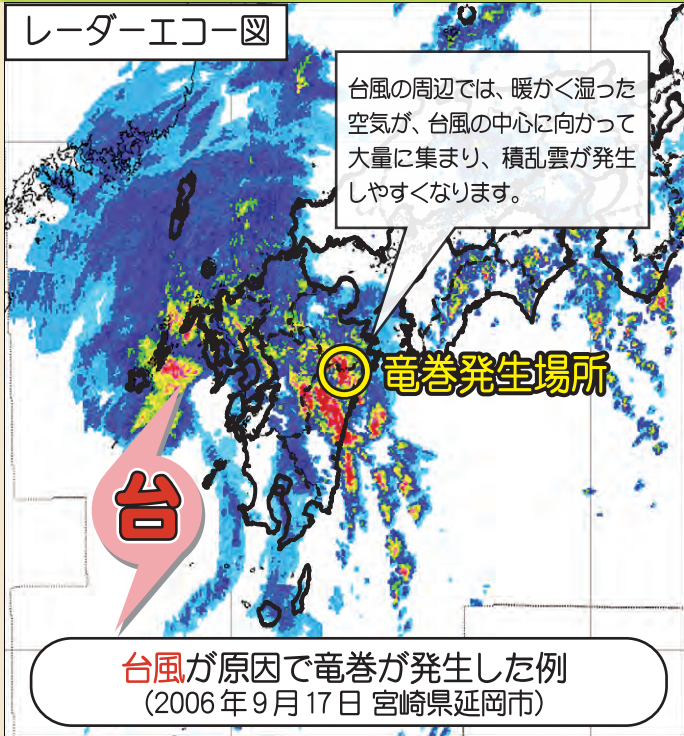 レーダーエコー図
台風の周辺では、暖かく湿った
空気が、台風の中心に向かって
大量に集まり、積乱雲が発生
しやすくなります。
竜巻発生場所
台
台風が原因で竜巻が発生した例
(2006年9月17日 宮崎県延岡市)